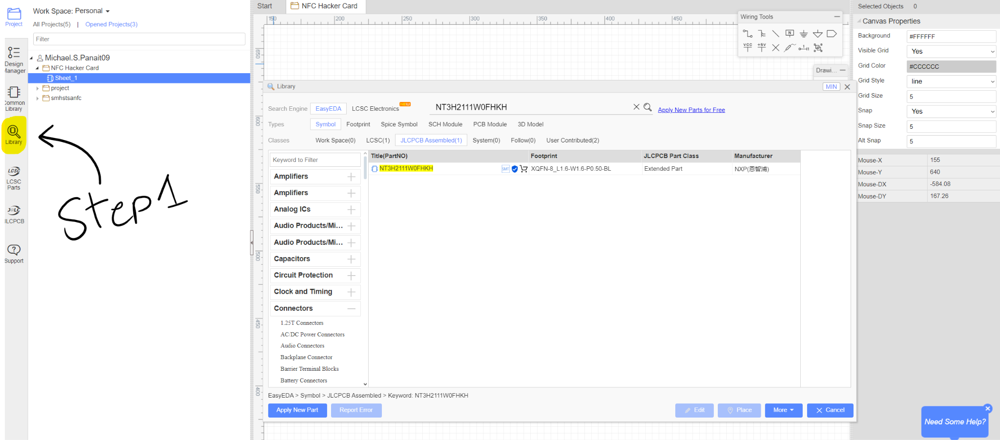 Project
Work Space: Personal
All Projects(5) | Opened Projects(3)
Filter
Michael.S.Panait09
NFC Hacker Card
Sheet_1
project
smhstsanfc
Design
Manager
Common
Library
Library
LCSC
LCSC
Parts
J@LC
JLCPCB
?
Support
Step 1
Start
NFC Hacker Card
150
200
250
300
350
400
450
650
600
550
500
450
400
Wiring Tools
N
VCC
+5V
Drawi...
Library
MIN
Search Engine
EasyEDA
LCSC Electronics
NEW
NT3H2111W0FHKH
Apply New Parts for Free
Types
Symbol
Footprint
Spice Symbol
SCH Module
PCB Module
3D Model
Classes
Work Space(0)
LCSC(1)
JLCPCB Assembled(1)
System(0)
Follow(0)
User Contributed(2)
Keyword to Filter
Amplifiers
Amplifiers
Analog ICs
Audio Products/Mi...
Audio Products/Mi...
Capacitors
Circuit Protection
Clock and Timing
Connectors
1.25T Connectors
AC/DC Power Connectors
Audio Connectors
Backplane Connector
Barrier Terminal Blocks
Battery Connectors
Title(PartNO)
Footprint
JLCPCB Part Class
Manufacturer
NT3H2111W0FHKH
SMT
XQFN-8_L1.6-W1.6-P0.50-BL
Extended Part
NXP(恩智浦)
EasyEDA > Symbol > JLCPCB Assembled > Keyword: NT3H2111W0FHKH
Apply New Part
Report Error
Edit
Place
More
Cancel
Selected Objects 0
Canvas Properties
Background #FFFFFF
Visible Grid Yes
Grid Color #CCCCCC
Grid Style line
Grid Size 5
Snap Yes
Snap Size 5
Alt Snap 5
Mouse-X 155
Mouse-Y 640
Mouse-DX -584.08
Mouse-DY 167.26
Need Some Help?